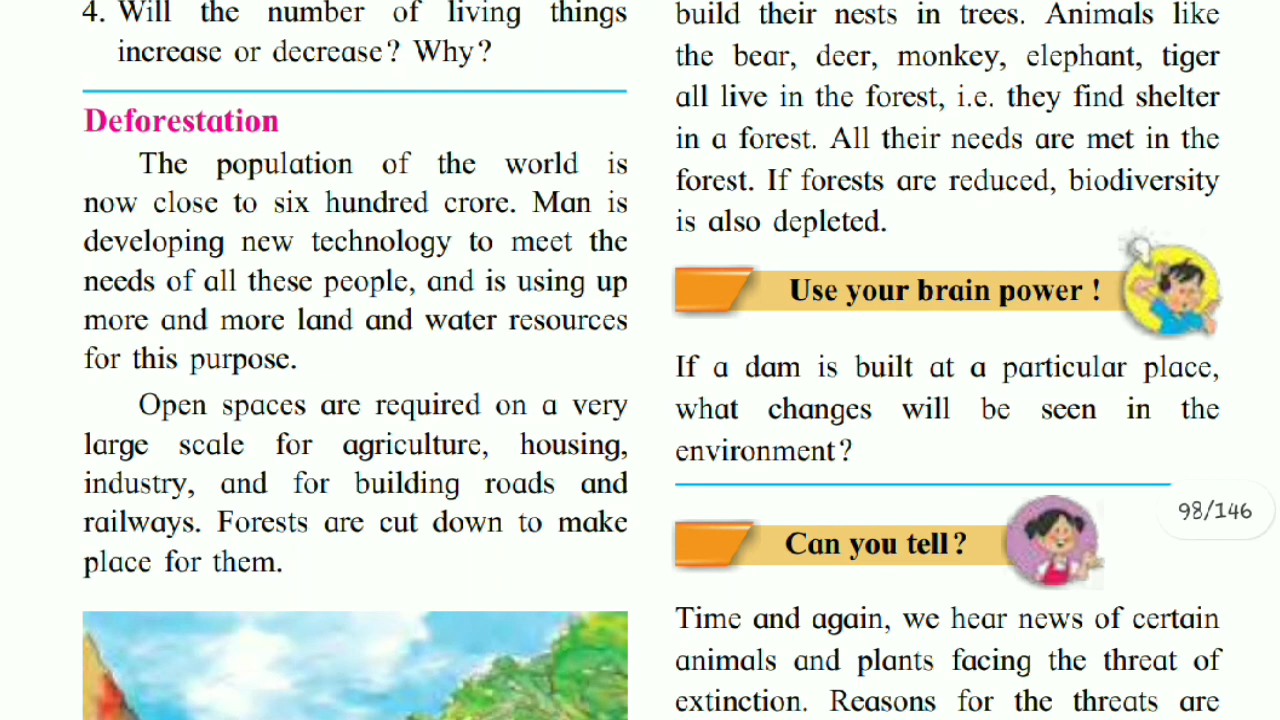 4. Will the number of living things
increase or decrease? Why?
Deforestation
The population of the world is
now close to six hundred crore. Man is
developing new technology to meet the
needs of all these people, and is using up
more and more land and water resources
for this purpose.
Open spaces are required on a very
large scale for agriculture, housing,
industry, and for building roads and
railways. Forests are cut down to make
place for them.
build their nests in trees. Animals like
the bear, deer, monkey, elephant, tiger
all live in the forest, i.e. they find shelter
in a forest. All their needs are met in the
forest. If forests are reduced, biodiversity
is also depleted.
Use your brain power !
If a dam is built at a particular place,
what changes will be seen in the
environment?
Can you tell?
Time and again, we hear news of certain
animals and plants facing the threat of
extinction. Reasons for the threats are
98/146